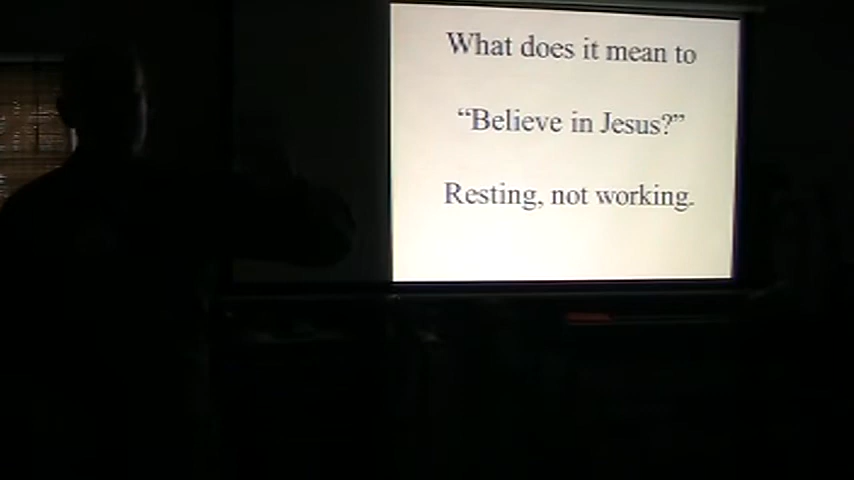 What does it mean to
“Believe in Jesus?”
Resting, not working.